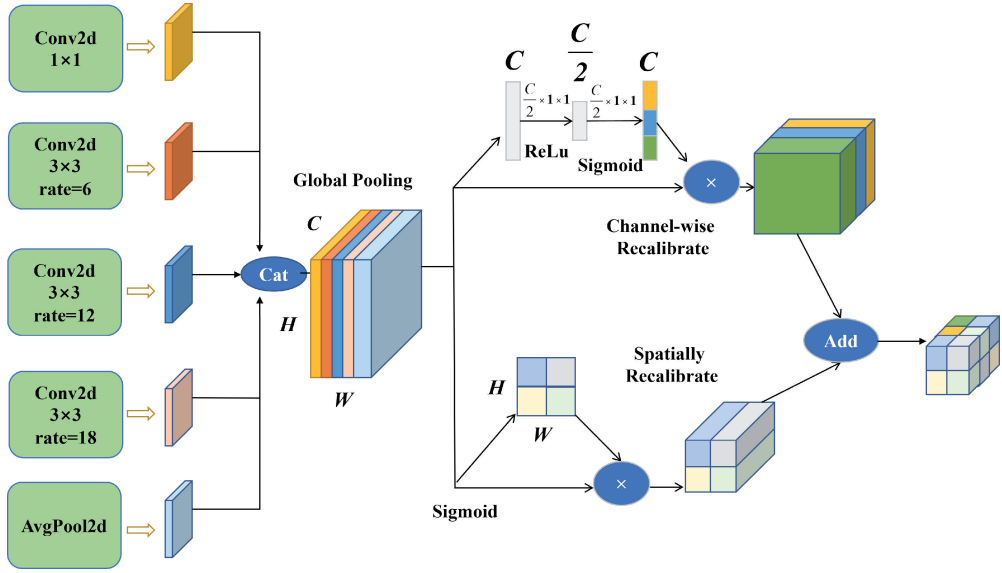 Conv2d
1×1
Conv2d
3×3
rate=6
Conv2d
3×3
rate=12
Conv2d
3×3
rate=18
AvgPool2d
Cat
Global Pooling
C
H
W
C
C/2 ×1×1
ReLu
C/2
C/2 ×1×1
Sigmoid
C
×
Channel-wise
Recalibrate
Sigmoid
H
W
×
Spatially
Recalibrate
Add